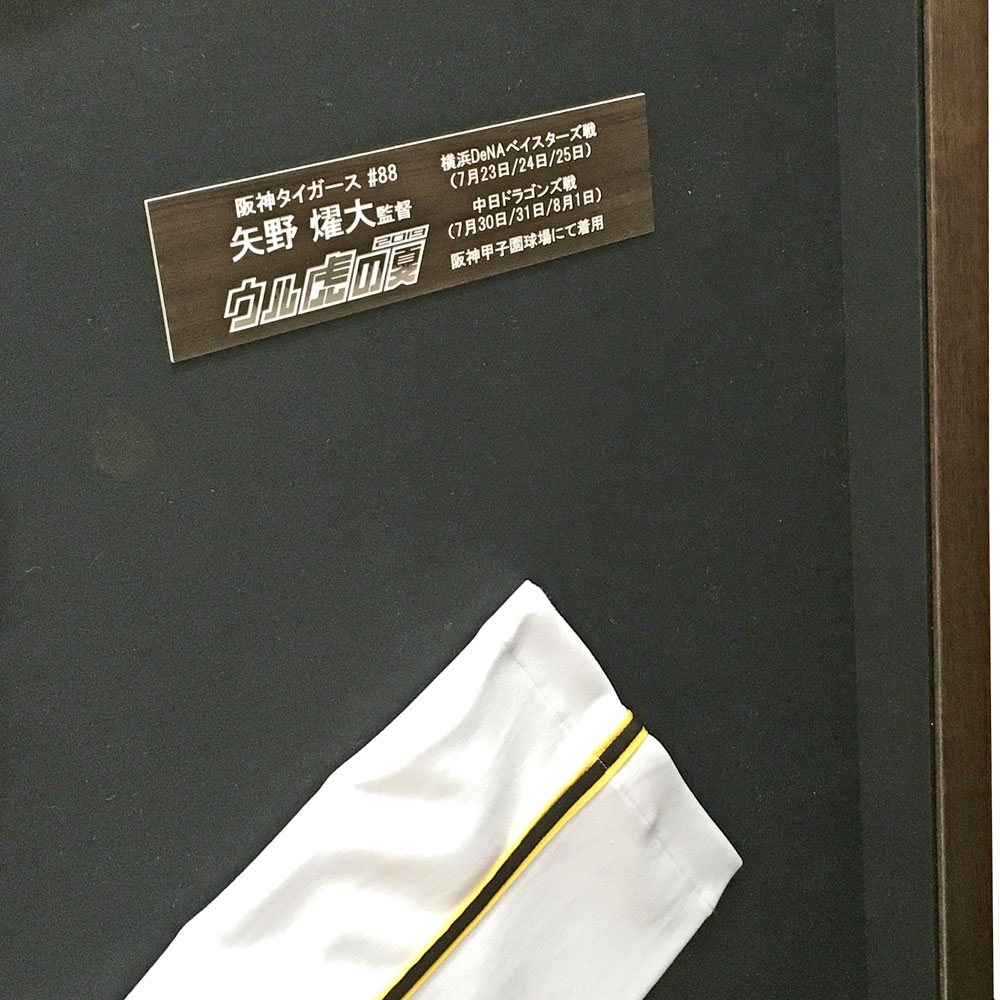 阪神タイガース #88
矢野 燿大監督
2019
ウル虎の夏
横浜DeNAベイスターズ戦
(7月23日/24日/25日)
中日ドラゴンズ戦
(7月30日/31日/8月1日)
阪神甲子園球場にて着用